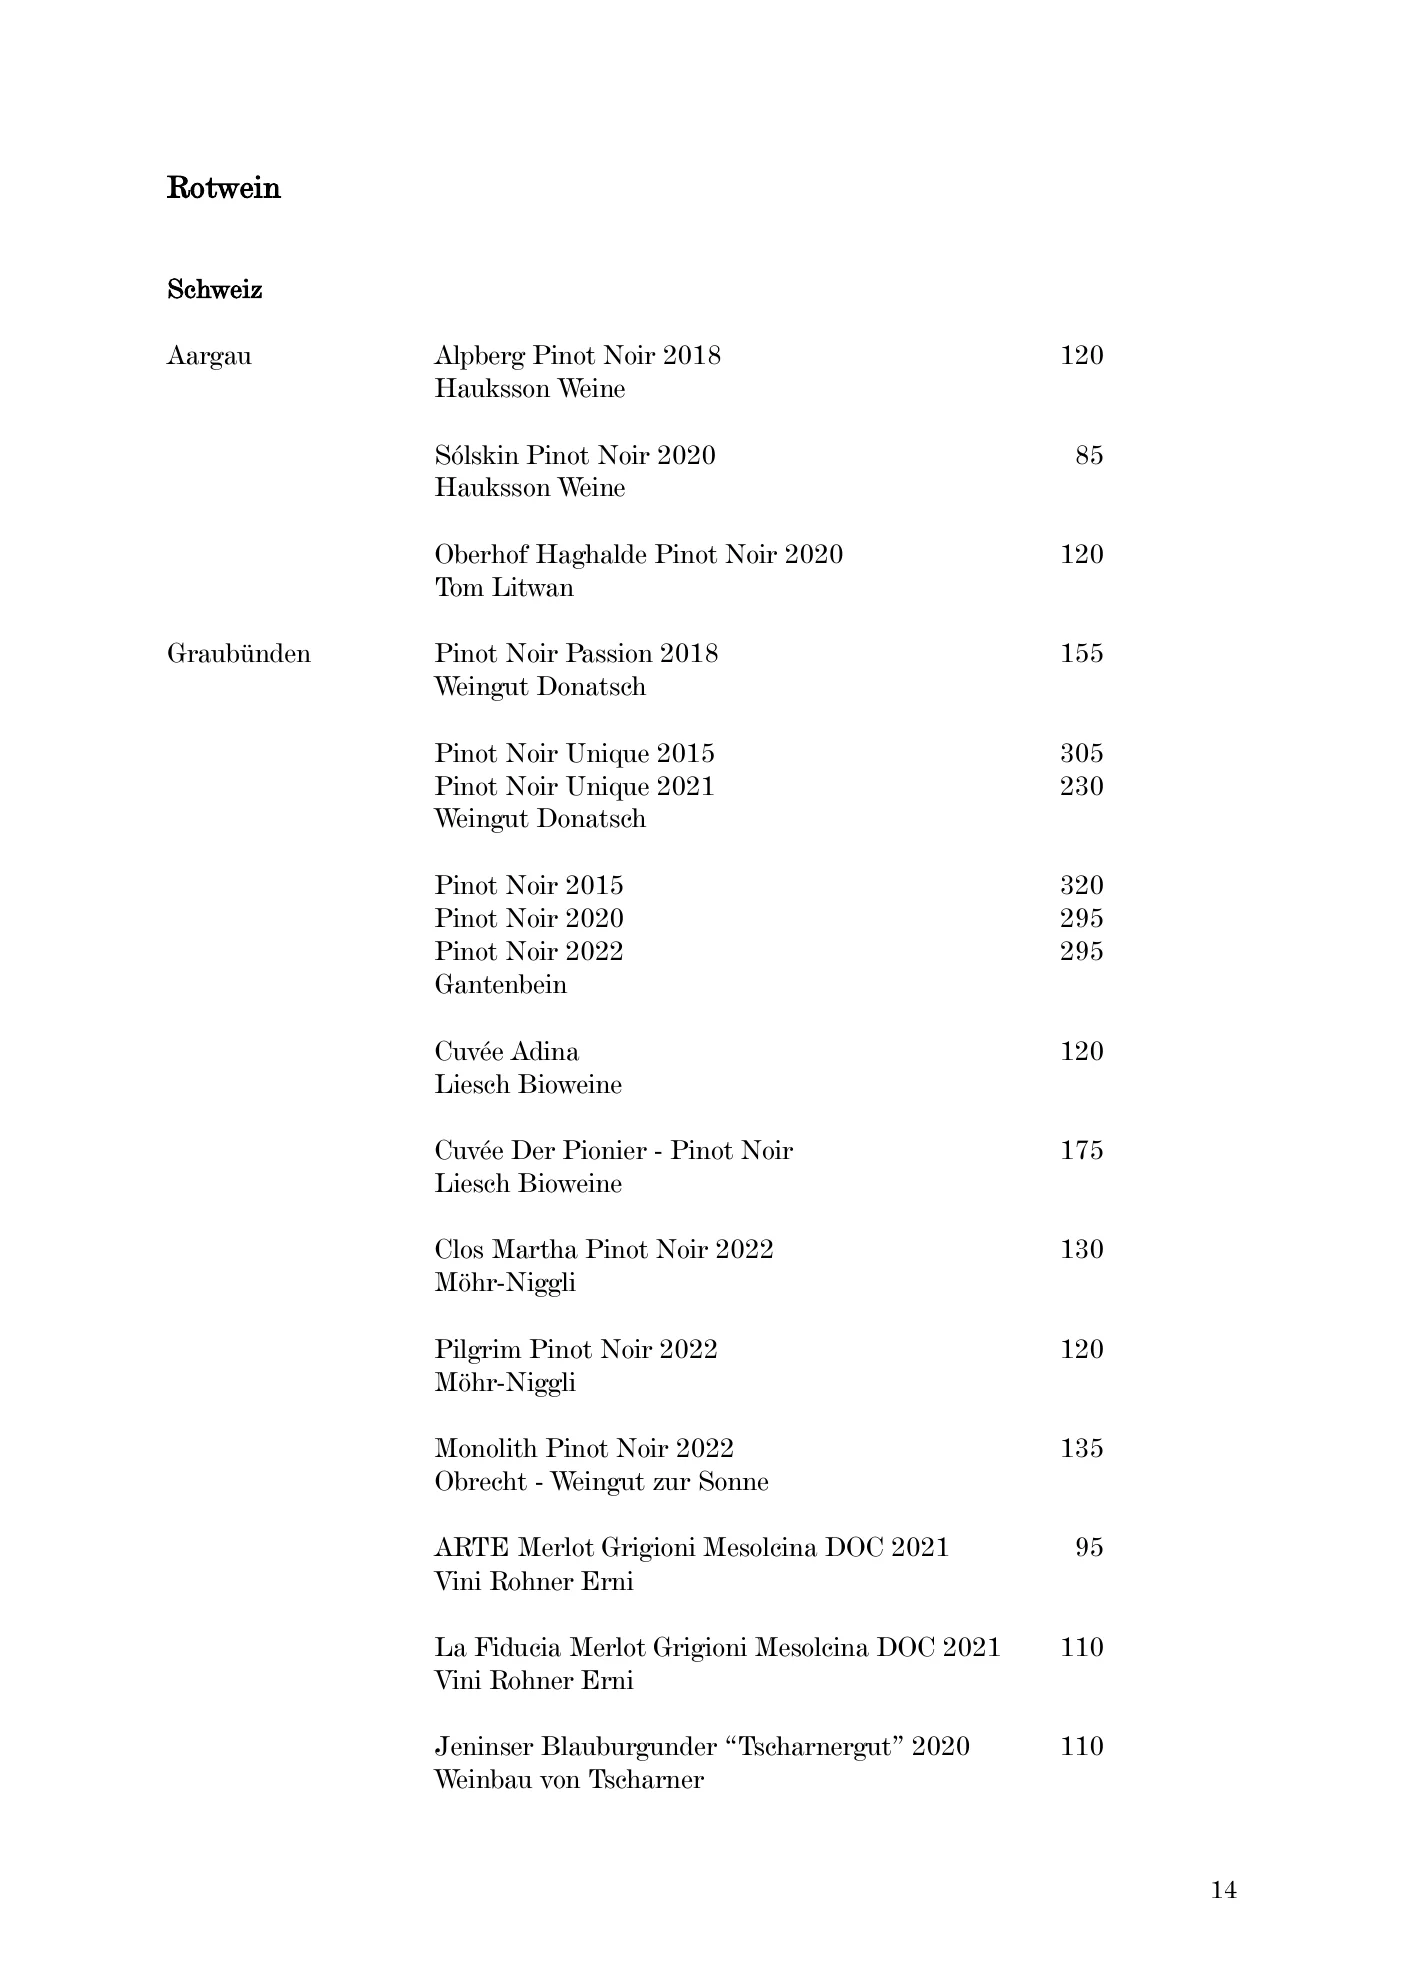 Rotwein
Schweiz
Aargau Alpberg Pinot Noir 2018 120
Hauksson Weine
Sólskin Pinot Noir 2020 85
Hauksson Weine
Oberhof Haghalde Pinot Noir 2020 120
Tom Litwan
Graubünden Pinot Noir Passion 2018 155
Weingut Donatsch
Pinot Noir Unique 2015 305
Pinot Noir Unique 2021 230
Weingut Donatsch
Pinot Noir 2015 320
Pinot Noir 2020 295
Pinot Noir 2022 295
Gantenbein
Cuvée Adina 120
Liesch Bioweine
Cuvée Der Pionier - Pinot Noir 175
Liesch Bioweine
Clos Martha Pinot Noir 2022 130
Möhr-Niggli
Pilgrim Pinot Noir 2022 120
Möhr-Niggli
Monolith Pinot Noir 2022 135
Obrecht - Weingut zur Sonne
ARTE Merlot Grigioni Mesolcina DOC 2021 95
Vini Rohner Erni
La Fiducia Merlot Grigioni Mesolcina DOC 2021 110
Vini Rohner Erni
Jeninser Blauburgunder “Tscharnergut” 2020 110
Weinbau von Tscharner
14